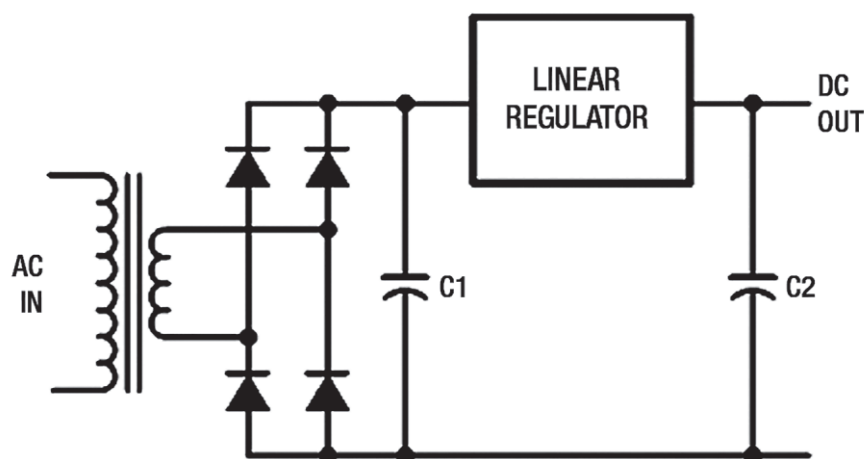 LINEAR
REGULATOR
DC
OUT
AC
IN
C1
C2